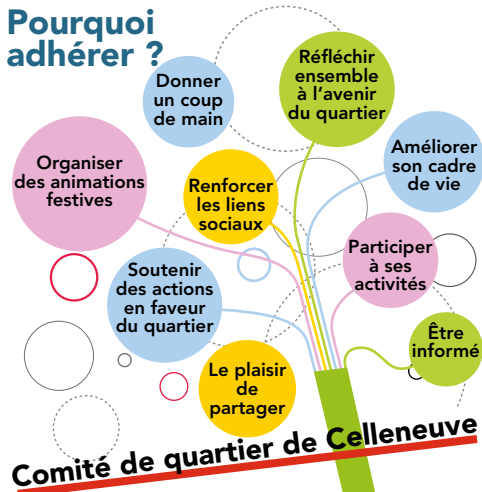 Pourquoi
adhérer ?
Donner
un coup
de main
Réfléchir
ensemble
à l'avenir
du quartier
Améliorer
son cadre
de vie
Organiser
des animations
festives
Renforcer
les liens
sociaux
Participer
à ses
activités
Soutenir
des actions
en faveur
du quartier
Être
informé
Le plaisir
de
partager
Comité de quartier de Celleneuve